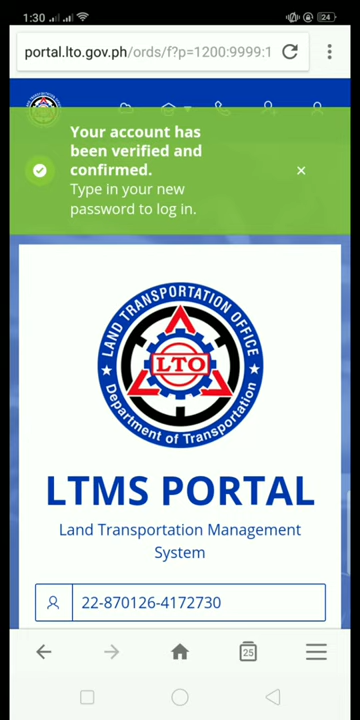 1:30
24
portal.lto.gov.ph/ords/f?p=1200:9999:1
Your account has
been verified and
confirmed.
Type in your new
password to log in.
LAND TRANSPORTATION OFFICE
LTO
Department of Transportation
LTMS PORTAL
Land Transportation Management
System
22-870126-4172730
25